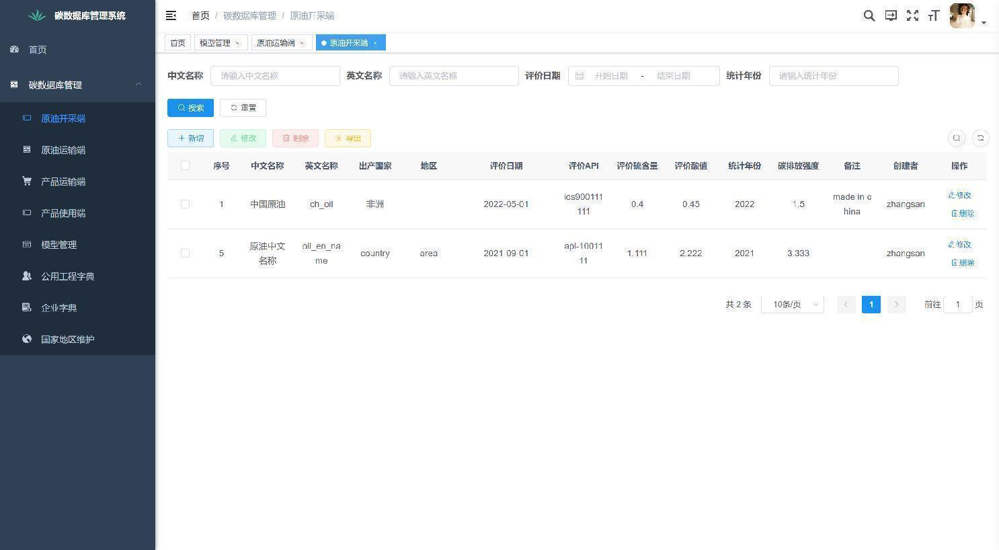 碳数据库管理系统
首页 / 碳数据库管理 / 原油开采端
首页
碳数据库管理
原油开采端
原油运输端
产品运输端
产品使用端
模型管理
公用工程字典
企业字典
国家地区维护
首页 模型管理 × 原油运输端 × 原油开采端 ×
中文名称 请输入中文名称 英文名称 请输入英文名称 评价日期 开始日期 - 结束日期 统计年份 请输入统计年份
搜索 重置
新增 修改 删除 导出
序号 中文名称 英文名称 出产国家 地区 评价日期 评价API 评价硫含量 评价酸值 统计年份 碳排放强度 备注 创建者 操作
1 中国原油 ch_oil 非洲 2022-05-01 ics900111 0.4 0.45 2022 1.5 made in c zhangsan 修改
111 hina 删除
5 原油中文 oil_en_na country area 2021-09-01 api-10011 1.111 2.222 2021 3.333 zhangsan 修改
名称 me 11 删除
共 2 条 10条/页 1 前往 1 页